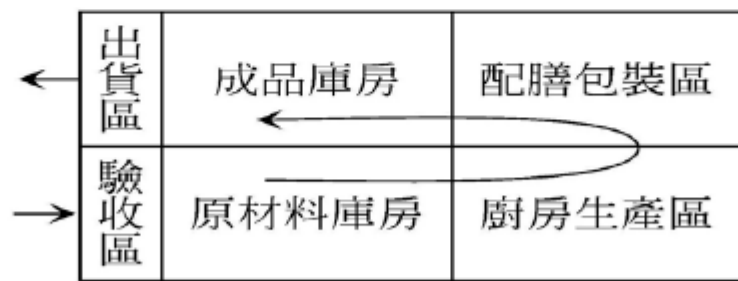 出貨區
成品庫房
配膳包裝區
驗收區
原材料庫房
廚房生產區